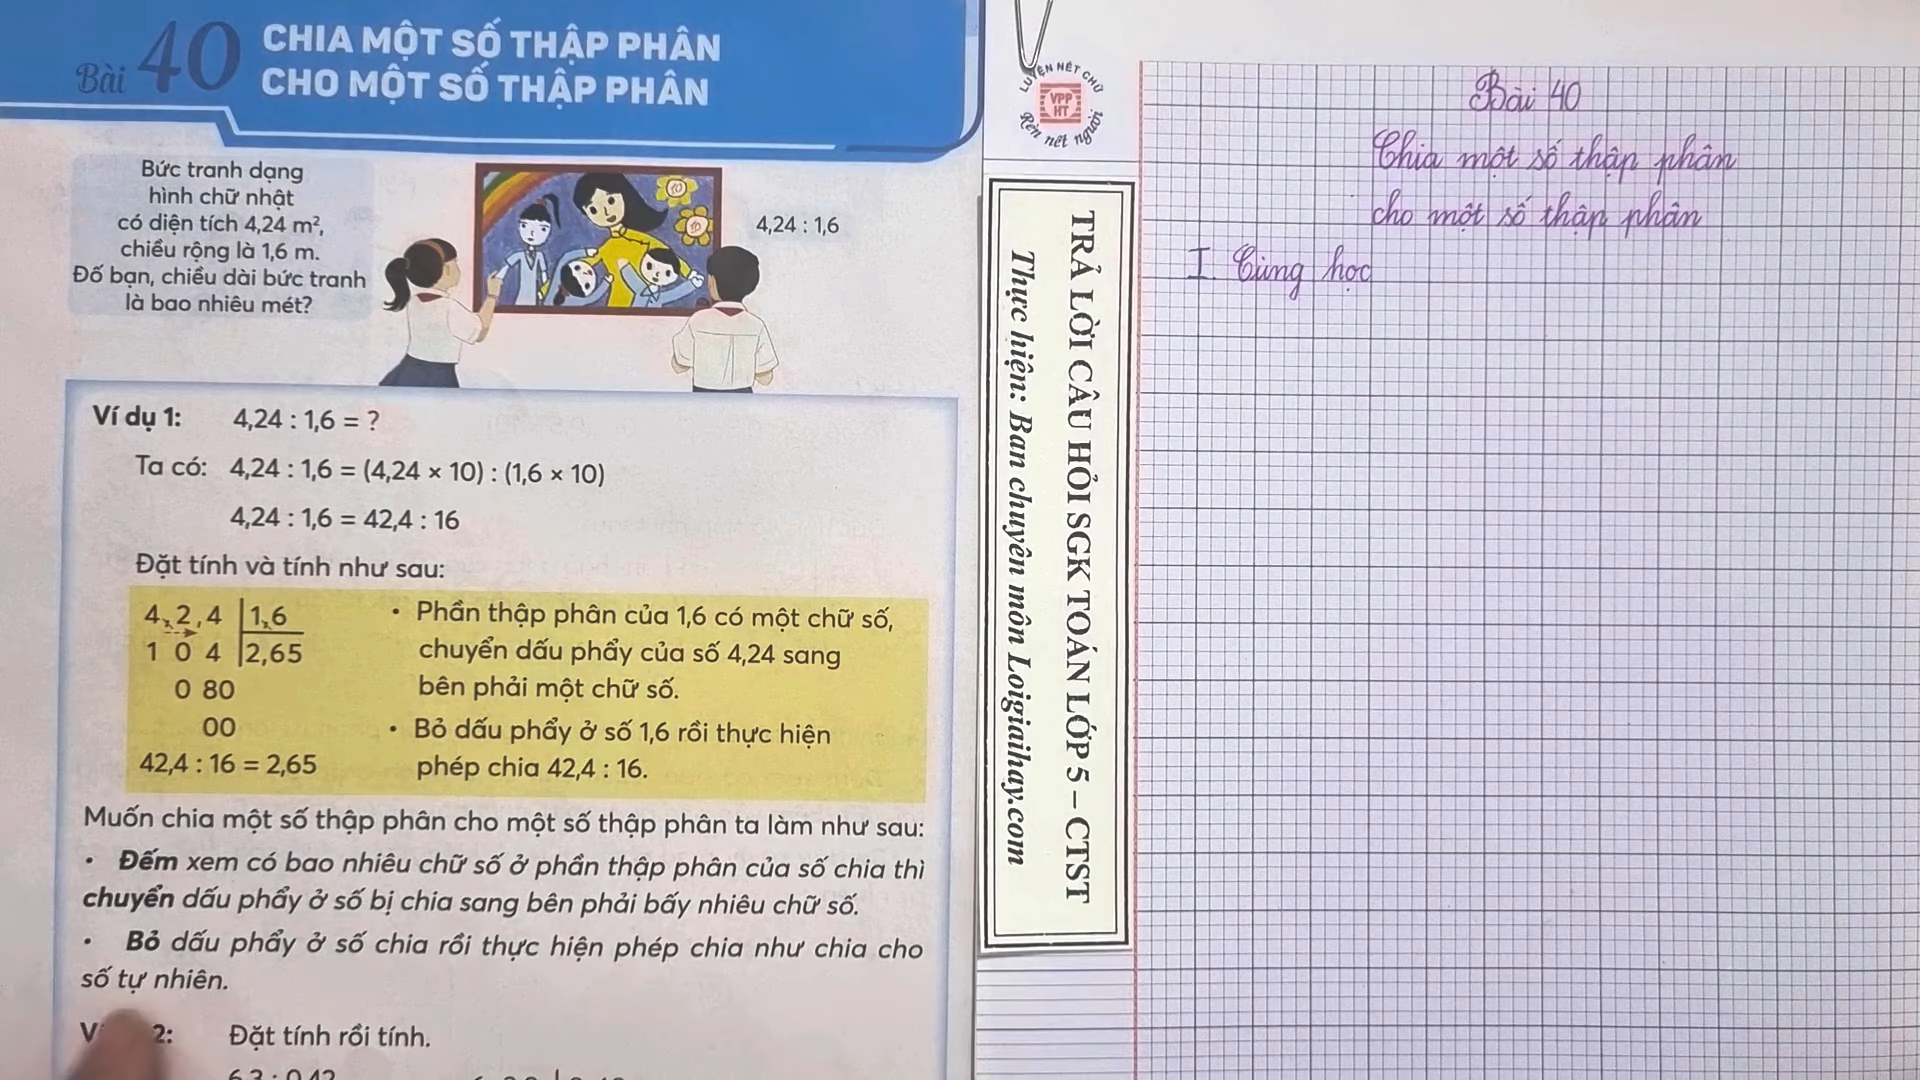 Bài 40 CHIA MỘT SỐ THẬP PHÂN
CHO MỘT SỐ THẬP PHÂN
Bức tranh dạng
hình chữ nhật
có diện tích 4,24 m²,
chiều rộng là 1,6 m.
Đố bạn, chiều dài bức tranh
là bao nhiêu mét?
10
10
4,24 : 1,6
Ví dụ 1: 4,24 : 1,6 = ?
Ta có: 4,24 : 1,6 = (4,24 × 10) : (1,6 × 10)
4,24 : 1,6 = 42,4 : 16
Đặt tính và tính như sau:
4,2,4 1,6
1 0 4 2,65
0 80
00
42,4 : 16 = 2,65
• Phần thập phân của 1,6 có một chữ số,
chuyển dấu phẩy của số 4,24 sang
bên phải một chữ số.
• Bỏ dấu phẩy ở số 1,6 rồi thực hiện
phép chia 42,4 : 16.
Muốn chia một số thập phân cho một số thập phân ta làm như sau:
• Đếm xem có bao nhiêu chữ số ở phần thập phân của số chia thì
chuyển dấu phẩy ở số bị chia sang bên phải bấy nhiêu chữ số.
• Bỏ dấu phẩy ở số chia rồi thực hiện phép chia như chia cho
số tự nhiên.
2: Đặt tính rồi tính.
6,3 : 0,42
LUYỆN NÉT CHỮ
VPP
HT
Rèn nết người
TRẢ LỜI CÂU HỎI SGK TOÁN LỚP 5 – CTST
Thực hiện: Ban chuyên môn Loigiaihay.com
Bài 40
Chia một số thập phân
cho một số thập phân
I. Cùng học